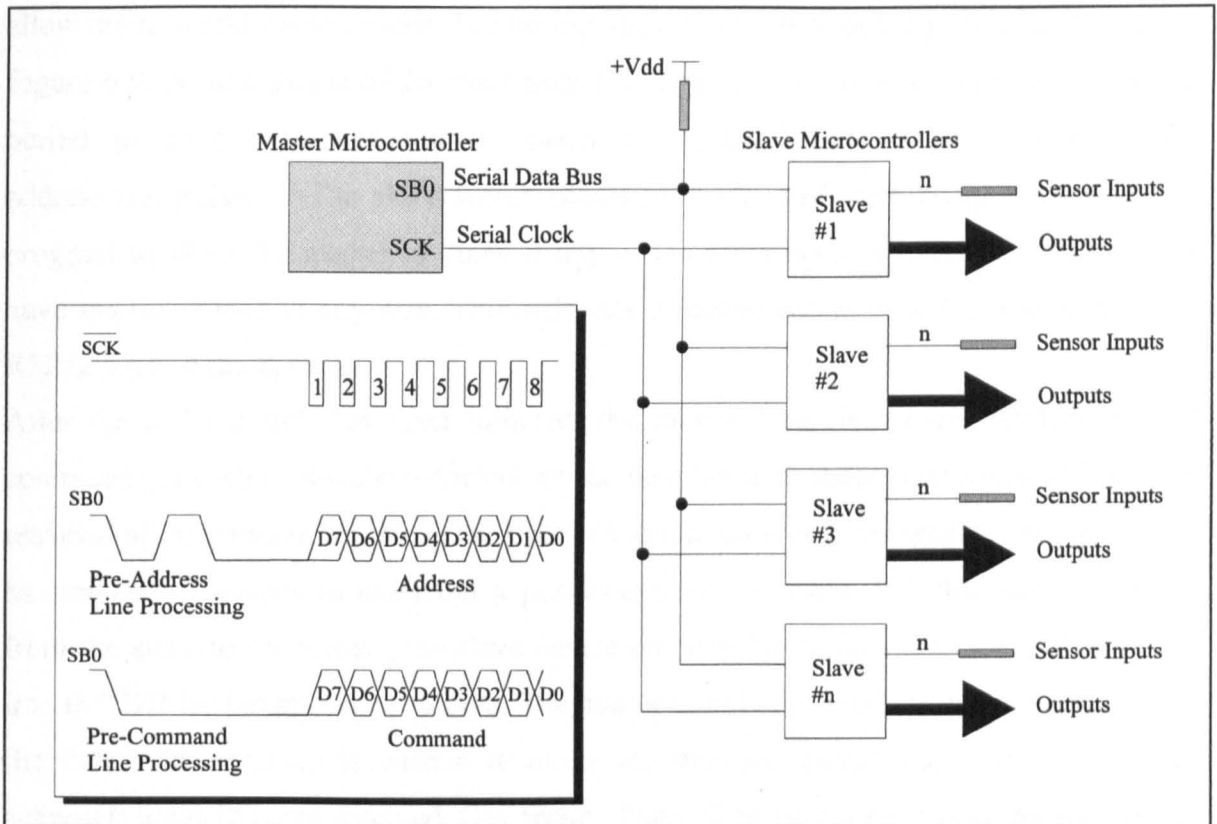 +Vdd
Master Microcontroller
Slave Microcontrollers
SB0
Serial Data Bus
SCK
Serial Clock
Slave
#1
n
Sensor Inputs
Outputs
Slave
#2
n
Sensor Inputs
Outputs
Slave
#3
n
Sensor Inputs
Outputs
Slave
#n
n
Sensor Inputs
Outputs
SCK
1 2 3 4 5 6 7 8
SB0
D7 D6 D5 D4 D3 D2 D1 D0
Pre-Address
Line Processing
Address
SB0
D7 D6 D5 D4 D3 D2 D1 D0
Pre-Command
Line Processing
Command